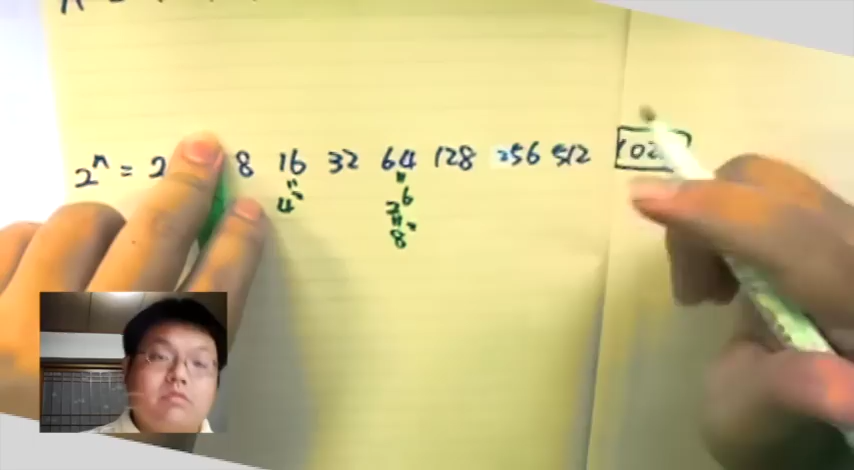 2ⁿ = 2 8 16 32 64 128 256 512
" "
4² 2⁶
"
8²